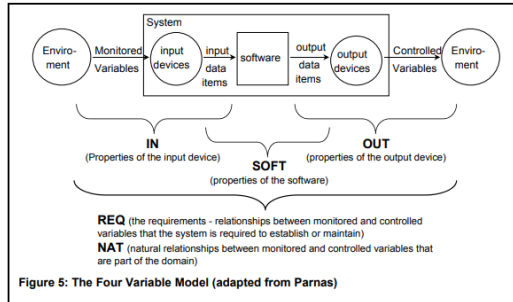 System
Enviro-
ment
Monitored
Variables
input
devices
input
data
items
software
output
data
items
output
devices
Controlled
Variables
Enviro-
ment
IN
(Properties of the input device)
OUT
(properties of the output device)
SOFT
(properties of the software)
REQ (the requirements - relationships between monitored and controlled
variables that the system is required to establish or maintain)
NAT (natural relationships between monitored and controlled variables that
are part of the domain)
Figure 5: The Four Variable Model (adapted from Parnas)